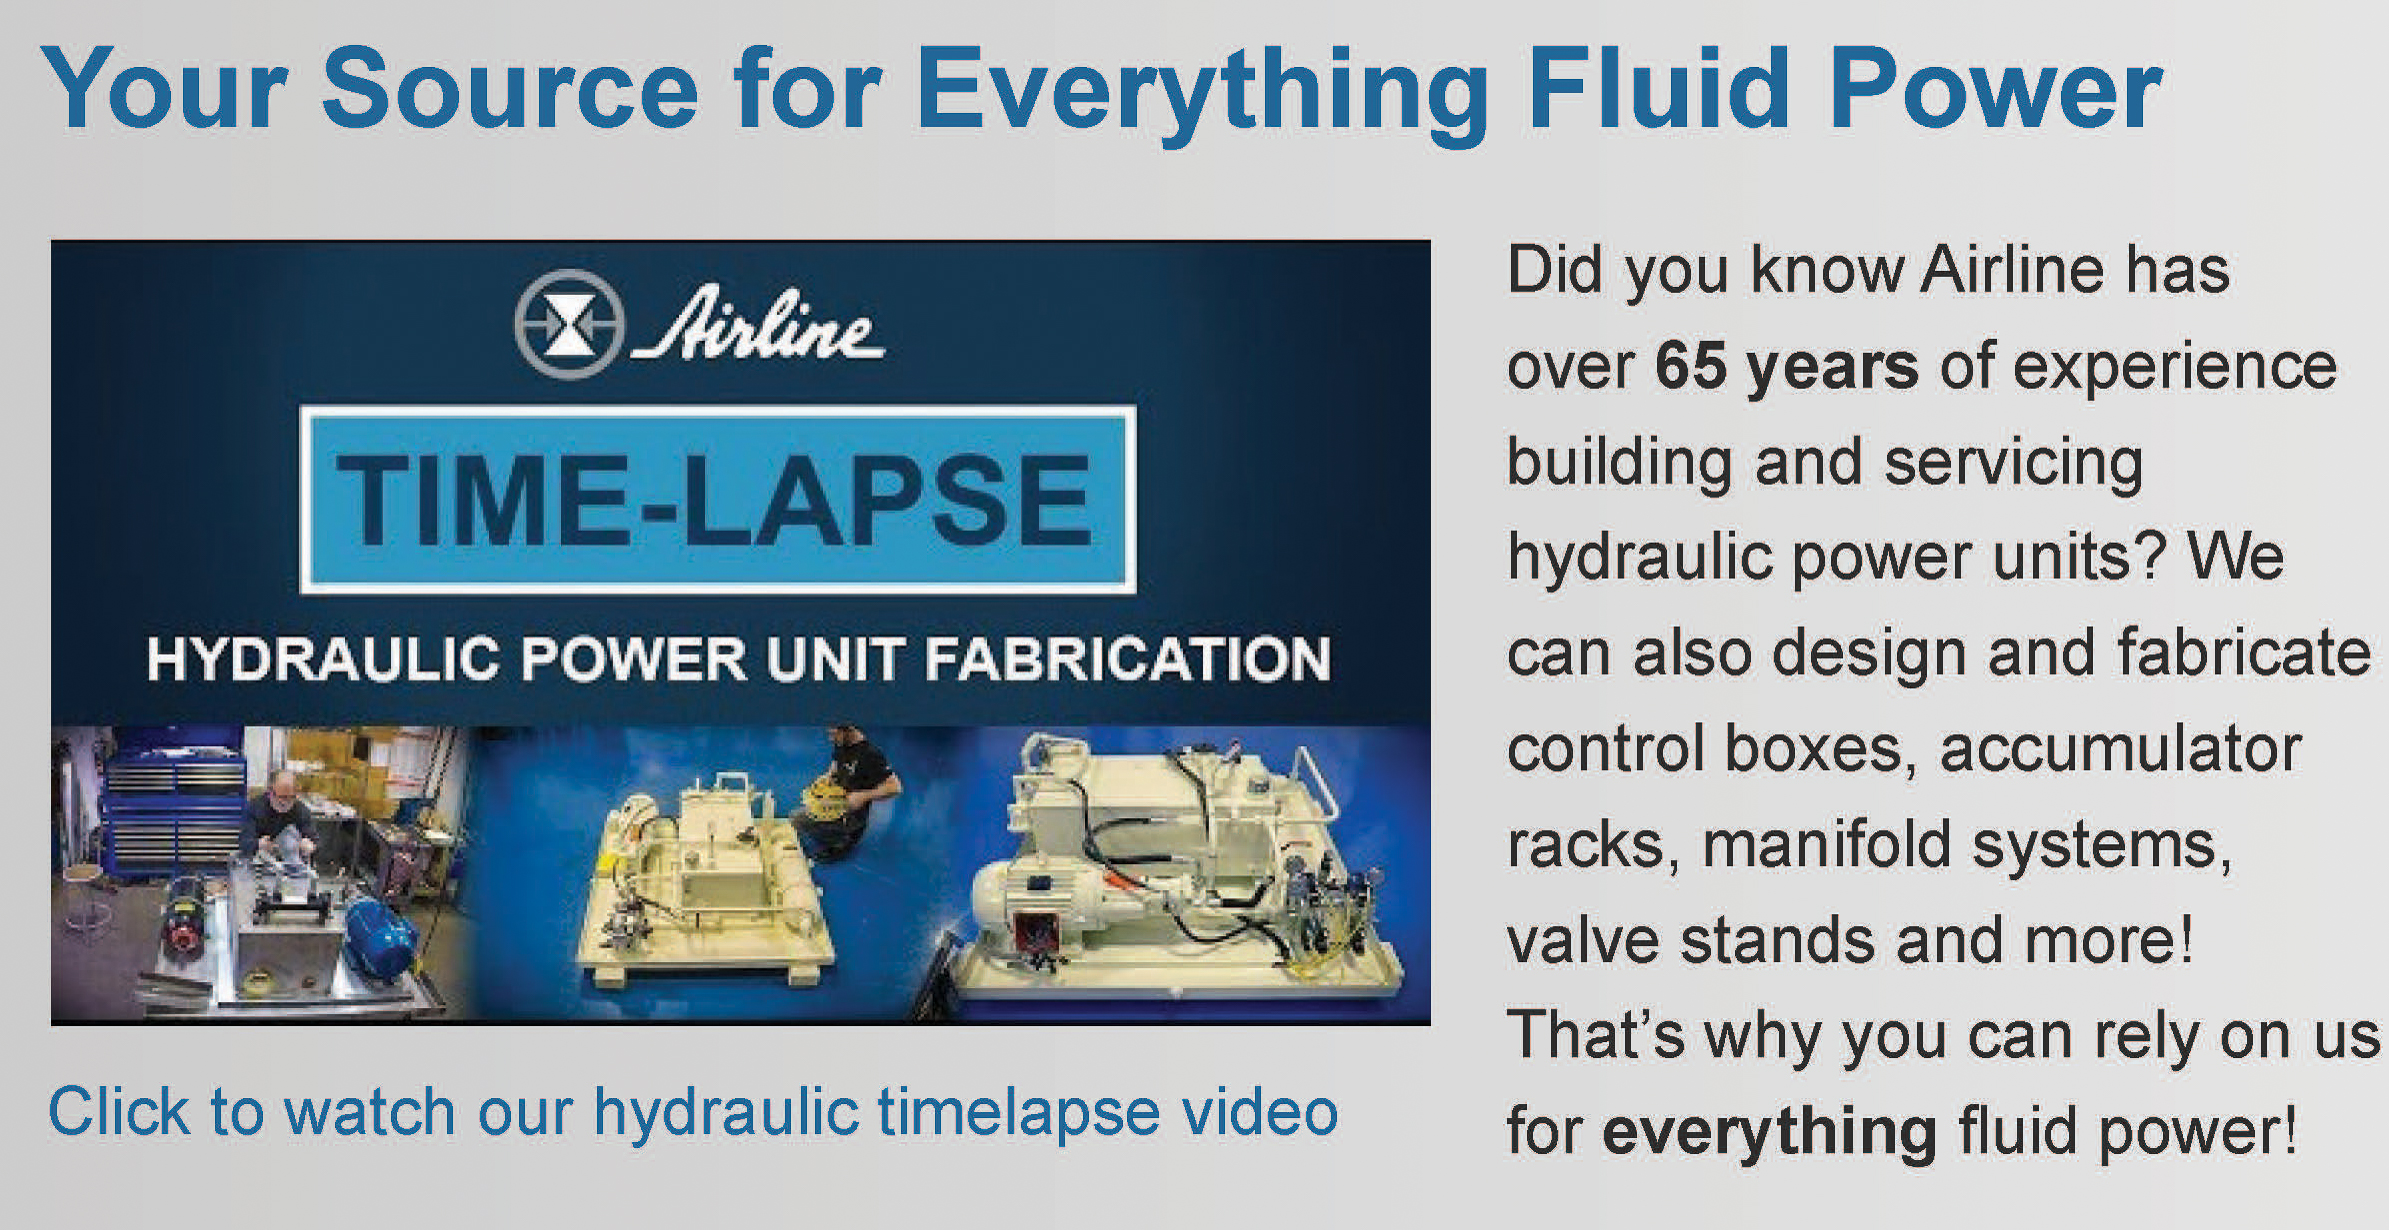 Your Source for Everything Fluid Power
Airline
TIME-LAPSE
HYDRAULIC POWER UNIT FABRICATION
Click to watch our hydraulic timelapse video
Did you know Airline has
over 65 years of experience
building and servicing
hydraulic power units? We
can also design and fabricate
control boxes, accumulator
racks, manifold systems,
valve stands and more!
That’s why you can rely on us
for everything fluid power!